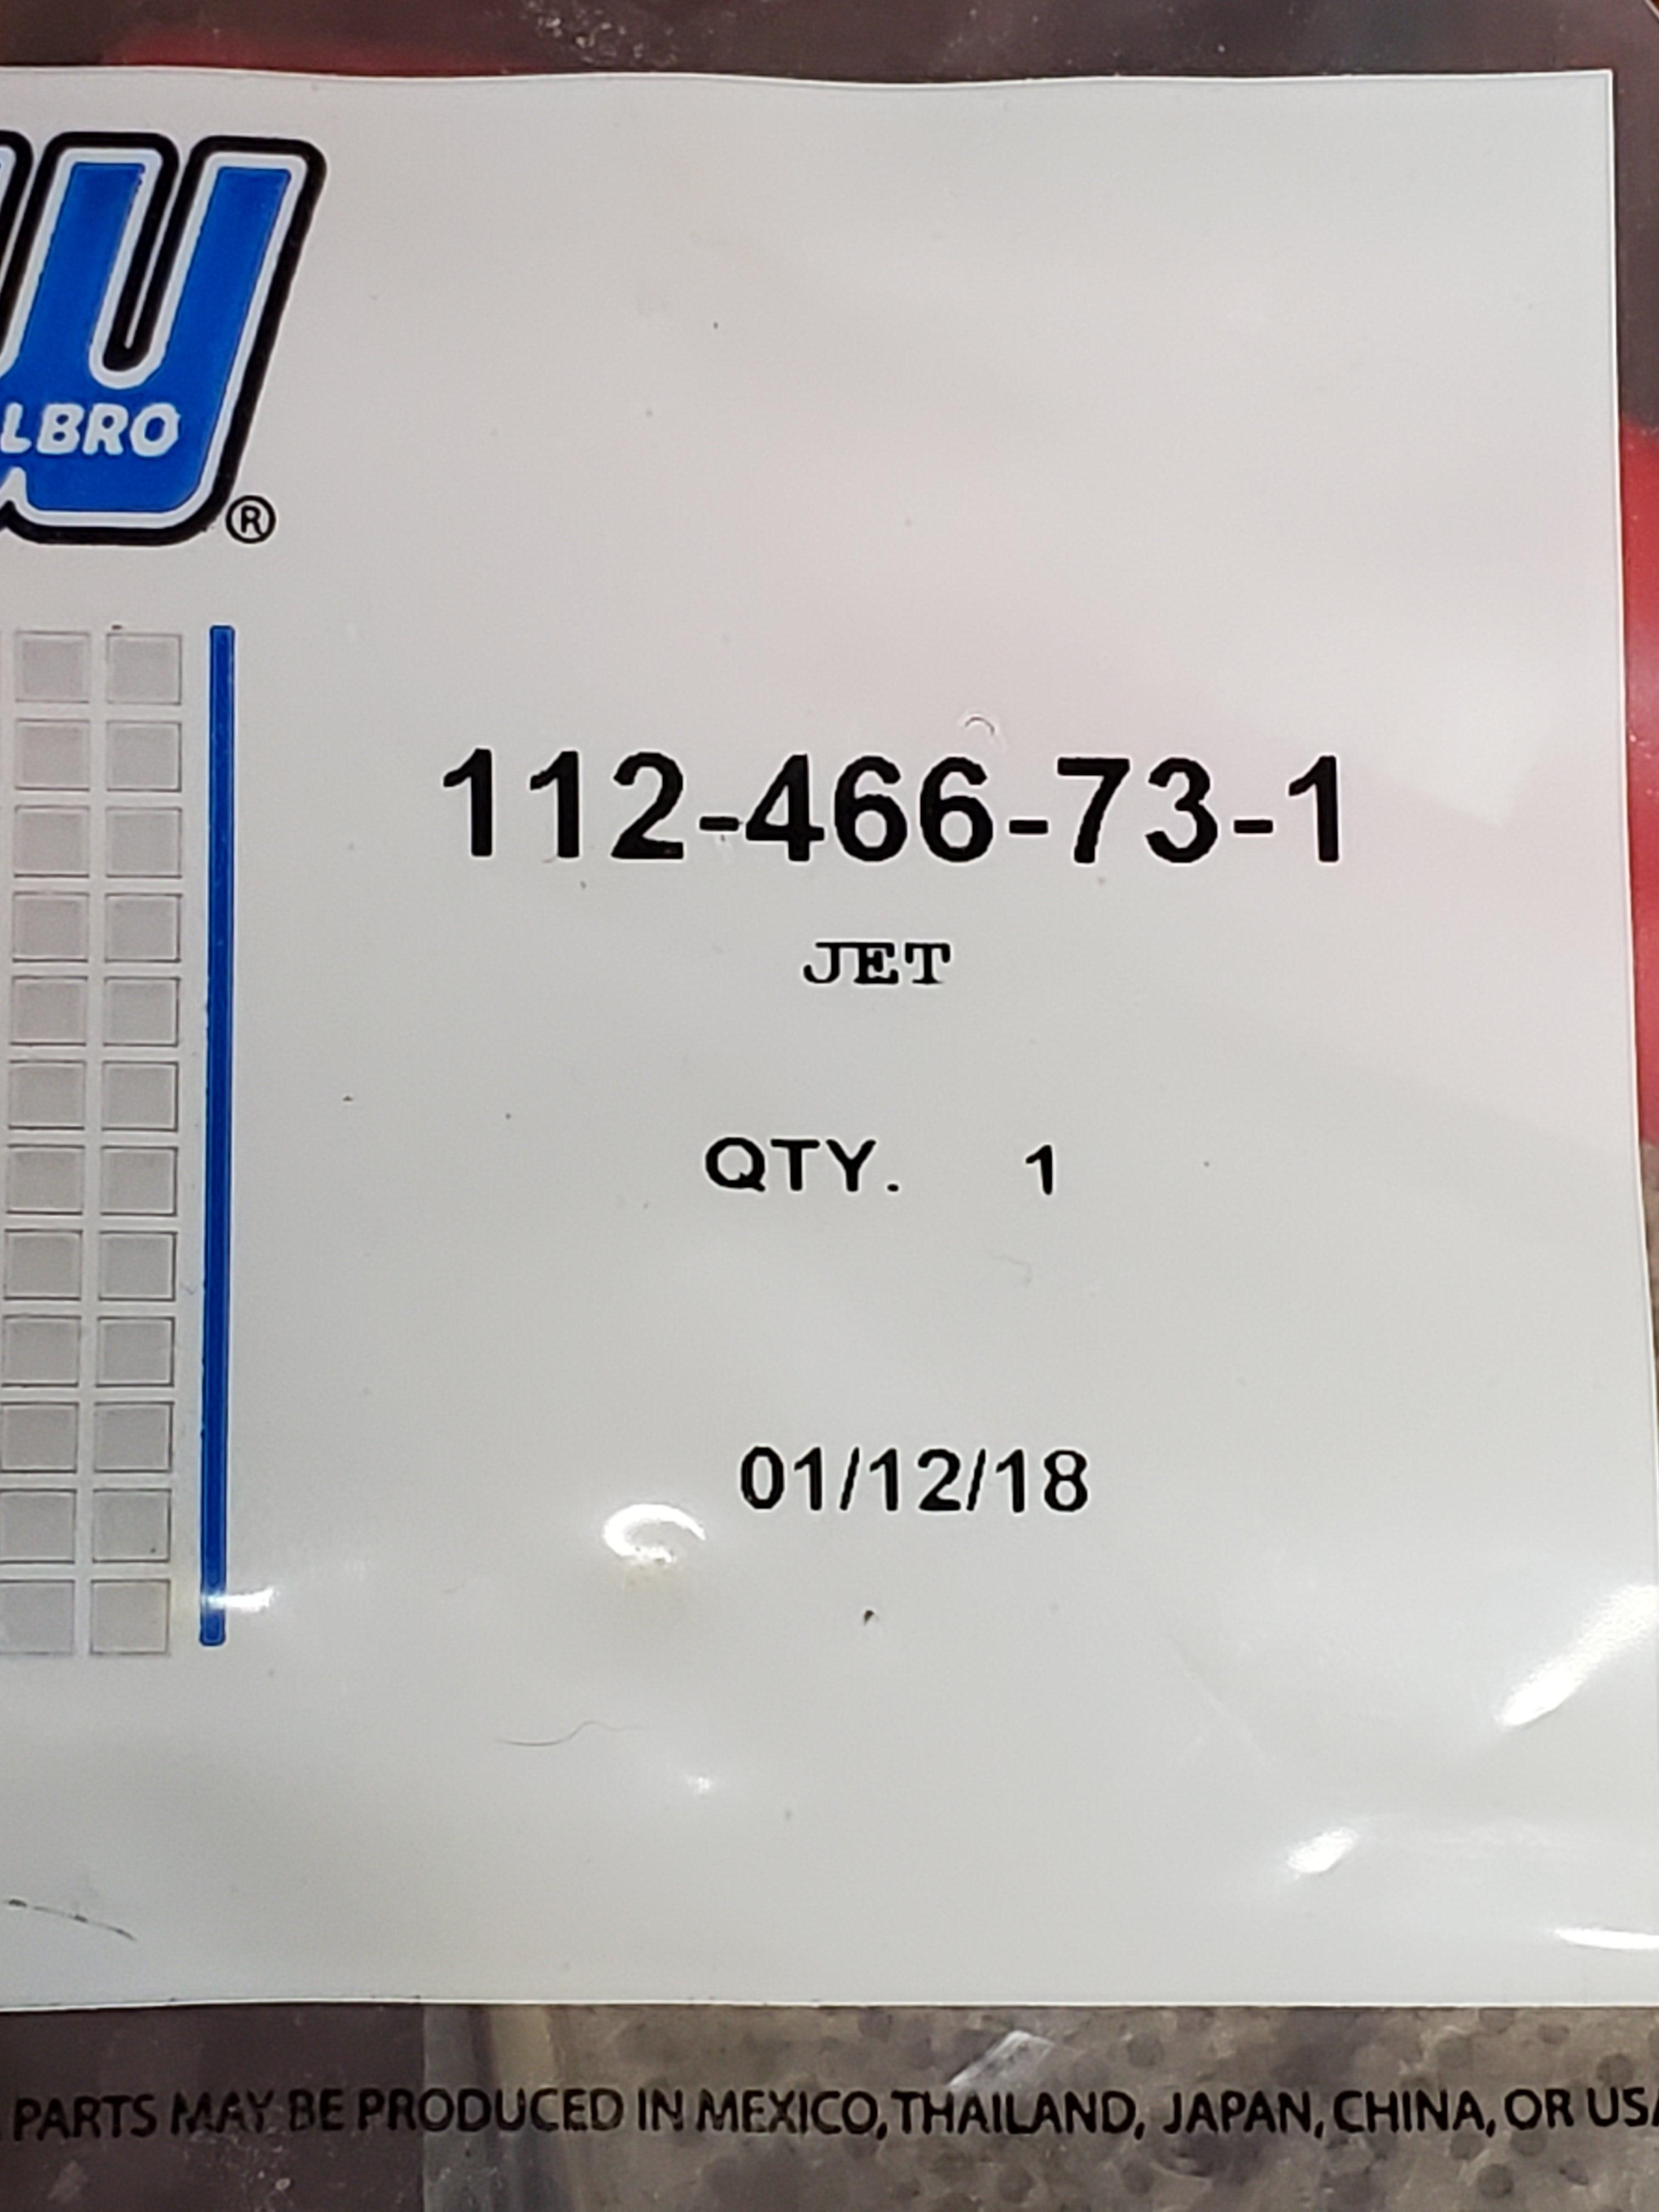 LBRO
®
112-466-73-1
JET
QTY. 1
01/12/18
PARTS MAY BE PRODUCED IN MEXICO, THAILAND, JAPAN, CHINA, OR USA